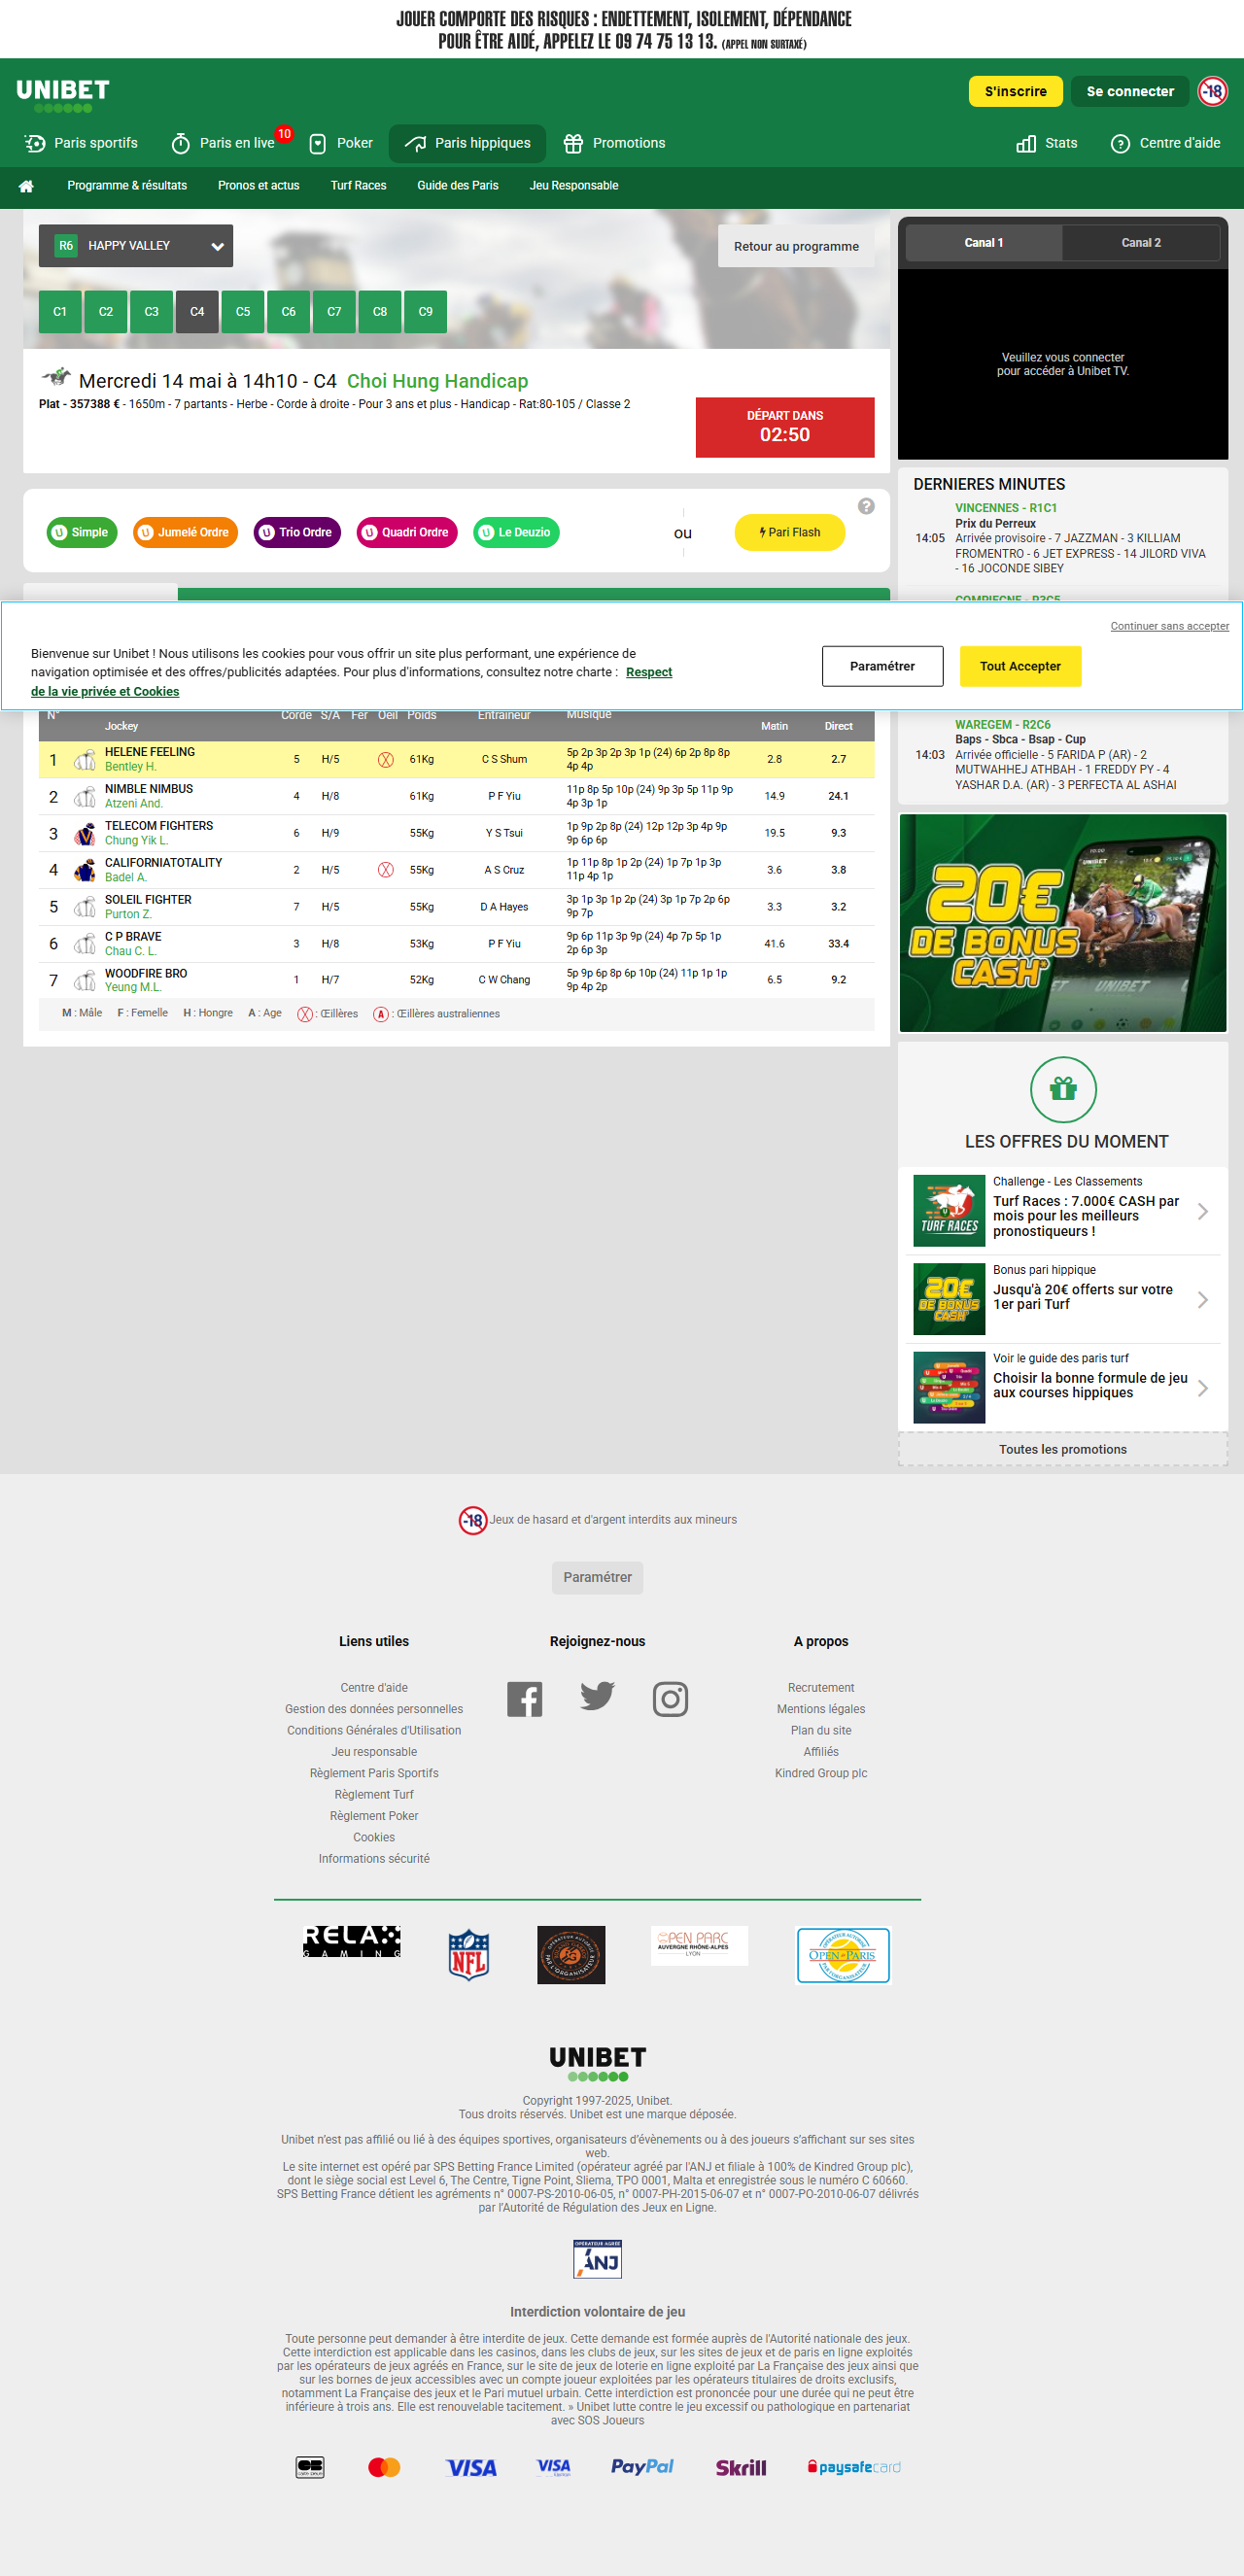 JOUER COMPORTE DES RISQUES : ENDETTEMENT, ISOLEMENT, DÉPENDANCE
POUR ÊTRE AIDÉ, APPELEZ LE 09 74 75 13 13. (APPEL NON SURTAXÉ)
UNIBET
S'inscrire
Se connecter
-18
Paris sportifs
Paris en live
10
Poker
Paris hippiques
Promotions
Stats
Centre d'aide
Programme & résultats
Pronos et actus
Turf Races
Guide des Paris
Jeu Responsable
R6 HAPPY VALLEY
Retour au programme
C1 C2 C3 C4 C5 C6 C7 C8 C9
Mercredi 14 mai à 14h10 - C4 Choi Hung Handicap
Plat - 357388 € - 1650m - 7 partants - Herbe - Corde à droite - Pour 3 ans et plus - Handicap - Rat:80-105 / Classe 2
DÉPART DANS
02:50
Simple
Jumelé Ordre
Trio Ordre
Quadri Ordre
Le Deuzio
ou
Pari Flash
Canal 1
Canal 2
Veuillez vous connecter
pour accéder à Unibet TV.
DERNIERES MINUTES
VINCENNES - R1C1
Prix du Perreux
14:05
Arrivée provisoire - 7 JAZZMAN - 3 KILLIAM
FROMENTRO - 6 JET EXPRESS - 14 JILORD VIVA
- 16 JOCONDE SIBEY
COMPIEGNE - R3C5
Continuer sans accepter
Bienvenue sur Unibet ! Nous utilisons les cookies pour vous offrir un site plus performant, une expérience de
navigation optimisée et des offres/publicités adaptées. Pour plus d'informations, consultez notre charte : Respect
de la vie privée et Cookies
Paramétrer
Tout Accepter
N° Jockey Corde S/A Fer Oeil Poids Entraineur Musique Matin Direct
1 HELENE FEELING 5 H/5 61Kg C S Shum 5p 2p 3p 2p 3p 1p (24) 6p 2p 8p 8p 2.8 2.7
Bentley H. 4p 4p
2 NIMBLE NIMBUS 4 H/8 61Kg P F Yiu 11p 8p 5p 10p (24) 9p 3p 5p 11p 9p 14.9 24.1
Atzeni And. 4p 3p 1p
3 TELECOM FIGHTERS 6 H/9 55Kg Y S Tsui 1p 9p 2p 8p (24) 12p 12p 3p 4p 9p 19.5 9.3
Chung Yik L. 9p 6p 6p
4 CALIFORNIATOTALITY 2 H/5 55Kg A S Cruz 1p 11p 8p 1p 2p (24) 1p 7p 1p 3p 3.6 3.8
Badel A. 11p 4p 1p
5 SOLEIL FIGHTER 7 H/5 55Kg D A Hayes 3p 1p 3p 1p 2p (24) 3p 1p 7p 2p 6p 3.3 3.2
Purton Z. 9p 7p
6 C P BRAVE 3 H/8 53Kg P F Yiu 9p 6p 11p 3p 9p (24) 4p 7p 5p 1p 41.6 33.4
Chau C. L. 2p 6p 3p
7 WOODFIRE BRO 1 H/7 52Kg C W Chang 5p 9p 6p 8p 6p 10p (24) 11p 1p 1p 6.5 9.2
Yeung M.L. 9p 4p 2p
M : Mâle F : Femelle H : Hongre A : Age : Œillères A : Œillères australiennes
WAREGEM - R2C6
Baps - Sbca - Bsap - Cup
14:03
Arrivée officielle - 5 FARIDA P (AR) - 2
MUTWAHHEJ ATHBAH - 1 FREDDY PY - 4
YASHAR D.A. (AR) - 3 PERFECTA AL ASHAI
20€
DE BONUS
CASH*
UNIBET
LES OFFRES DU MOMENT
TURF RACES
Challenge - Les Classements
Turf Races : 7.000€ CASH par
mois pour les meilleurs
pronostiqueurs !
20€
DE BONUS
CASH*
Bonus pari hippique
Jusqu'à 20€ offerts sur votre
1er pari Turf
Voir le guide des paris turf
Choisir la bonne formule de jeu
aux courses hippiques
Toutes les promotions
-18 Jeux de hasard et d'argent interdits aux mineurs
Paramétrer
Liens utiles
Centre d'aide
Gestion des données personnelles
Conditions Générales d'Utilisation
Jeu responsable
Règlement Paris Sportifs
Règlement Turf
Règlement Poker
Cookies
Informations sécurité
Rejoignez-nous
A propos
Recrutement
Mentions légales
Plan du site
Affiliés
Kindred Group plc
RELAX
GAMING
NFL
OPEN PARC
AUVERGNE RHÔNE-ALPES
LYON
OPEN PARIS
UNIBET
Copyright 1997-2025, Unibet.
Tous droits réservés. Unibet est une marque déposée.
Unibet n'est pas affilié ou lié à des équipes sportives, organisateurs d'évènements ou à des joueurs s'affichant sur ses sites
web.
Le site internet est opéré par SPS Betting France Limited (opérateur agréé par l'ANJ et filiale à 100% de Kindred Group plc),
dont le siège social est Level 6, The Centre, Tigne Point, Sliema, TPO 0001, Malta et enregistrée sous le numéro C 60660.
SPS Betting France détient les agréments n° 0007-PS-2010-06-05, n° 0007-PH-2015-06-07 et n° 0007-PO-2010-06-07 délivrés
par l'Autorité de Régulation des Jeux en Ligne.
OPÉRATEUR AGRÉÉ
ANJ
Interdiction volontaire de jeu
Toute personne peut demander à être interdite de jeux. Cette demande est formée auprès de l'Autorité nationale des jeux.
Cette interdiction est applicable dans les casinos, dans les clubs de jeux, sur les sites de jeux et de paris en ligne exploités
par les opérateurs de jeux agréés en France, sur le site de jeux de loterie en ligne exploité par La Française des jeux ainsi que
sur les bornes de jeux accessibles avec un compte joueur exploitées par les opérateurs titulaires de droits exclusifs,
notamment La Française des jeux et le Pari mutuel urbain. Cette interdiction est prononcée pour une durée qui ne peut être
inférieure à trois ans. Elle est renouvelable tacitement. » Unibet lutte contre le jeu excessif ou pathologique en partenariat
avec SOS Joueurs
VISA
VISA
PayPal
Skrill
paysafecard